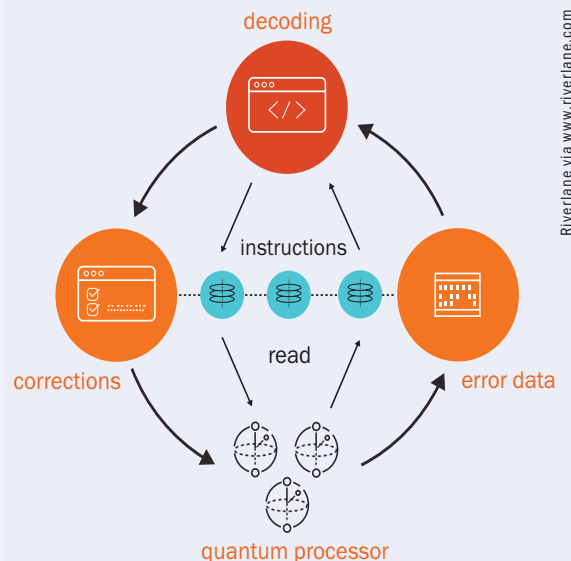 decoding
Riverlane via www.riverlane.com
</>
instructions
read
corrections
error data
quantum processor